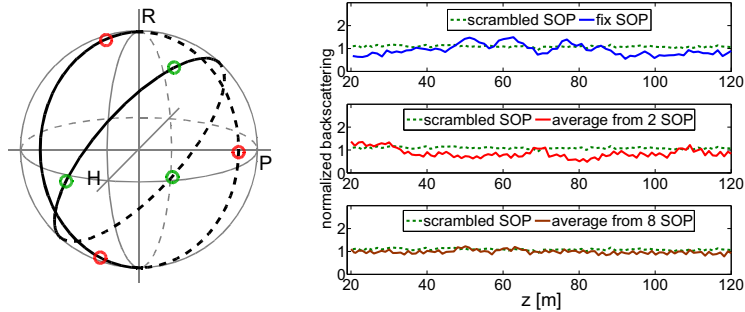 R
H
P
normalized backscattering
scrambled SOP fix SOP
2
1
0
20 40 60 80 100 120
scrambled SOP average from 2 SOP
2
1
0
20 40 60 80 100 120
scrambled SOP average from 8 SOP
2
1
0
20 40 60 80 100 120
z [m]